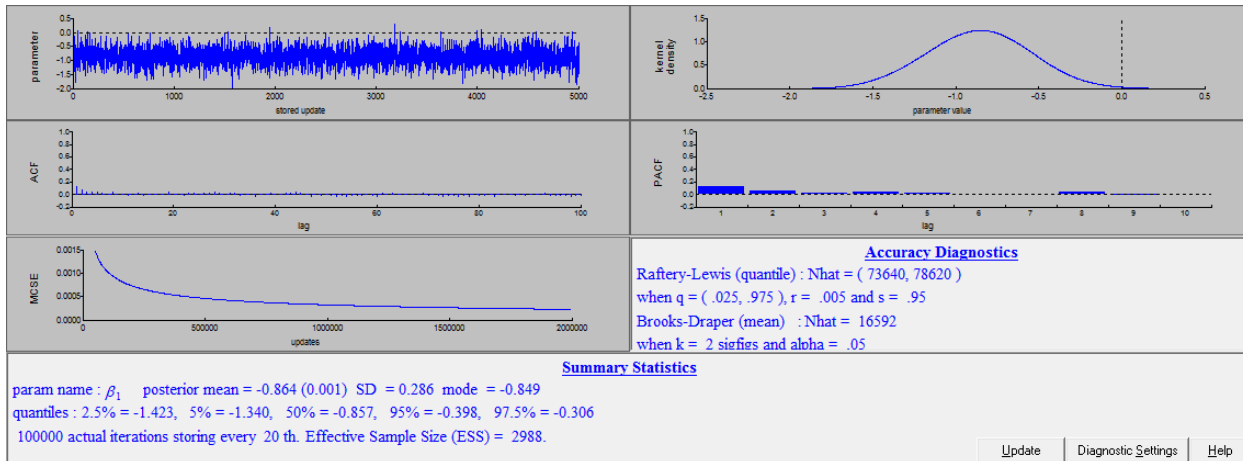 parameter
0.5
0.0
-0.5
-1.0
-1.5
-2.0
0 1000 2000 3000 4000 5000
stored update
kernel
density
1.5
1.0
0.5
0.0
-2.5 -2.0 -1.5 -1.0 -0.5 0.0 0.5
parameter value
ACF
1.0
0.8
0.6
0.4
0.2
0.0
-0.2
0 20 40 60 80 100
lag
PACF
1.0
0.8
0.6
0.4
0.2
0.0
-0.2
1 2 3 4 5 6 7 8 9 10
lag
MCSE
0.0015
0.0010
0.0005
0.0000
0 500000 1000000 1500000 2000000
updates
Accuracy Diagnostics
Raftery-Lewis (quantile) : Nhat = ( 73640, 78620 )
when q = ( .025, .975 ), r = .005 and s = .95
Brooks-Draper (mean) : Nhat = 16592
when k = 2 sigfigs and alpha = .05
Summary Statistics
param name : β₁ posterior mean = -0.864 (0.001) SD = 0.286 mode = -0.849
quantiles : 2.5% = -1.423, 5% = -1.340, 50% = -0.857, 95% = -0.398, 97.5% = -0.306
100000 actual iterations storing every 20 th. Effective Sample Size (ESS) = 2988.
Update Diagnostic Settings Help